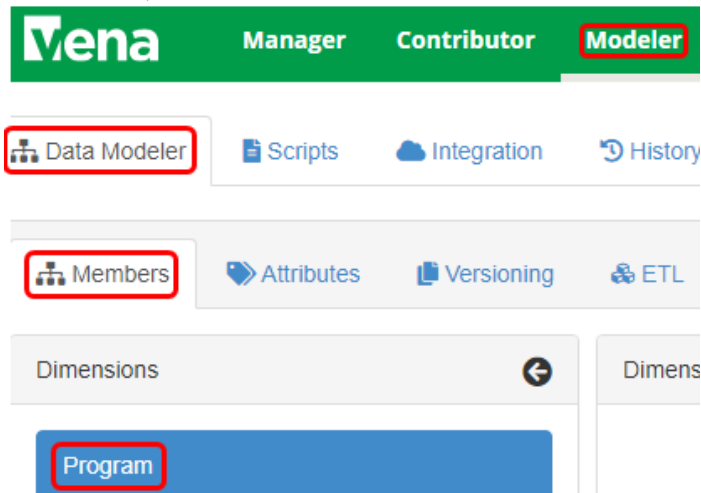 Vena Manager Contributor Modeler
Data Modeler Scripts Integration History
Members Attributes Versioning ETL
Dimensions Dimens
Program